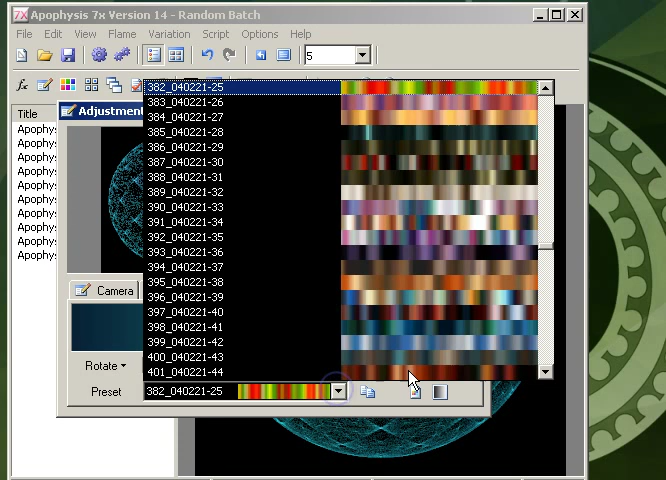 Apophysis 7x Version 14 - Random Batch
File Edit View Flame Variation Script Options Help
5
Title
Adjustment
Apophys
Apophys
Apophys
Apophys
Apophys
Apophys
Apophys
Apophys
Apophys
Apophys
382_040221-25
383_040221-26
384_040221-27
385_040221-28
386_040221-29
387_040221-30
388_040221-31
389_040221-32
390_040221-33
391_040221-34
392_040221-35
393_040221-36
394_040221-37
395_040221-38
396_040221-39
397_040221-40
398_040221-41
399_040221-42
400_040221-43
401_040221-44
Camera
Rotate
Preset 382_040221-25